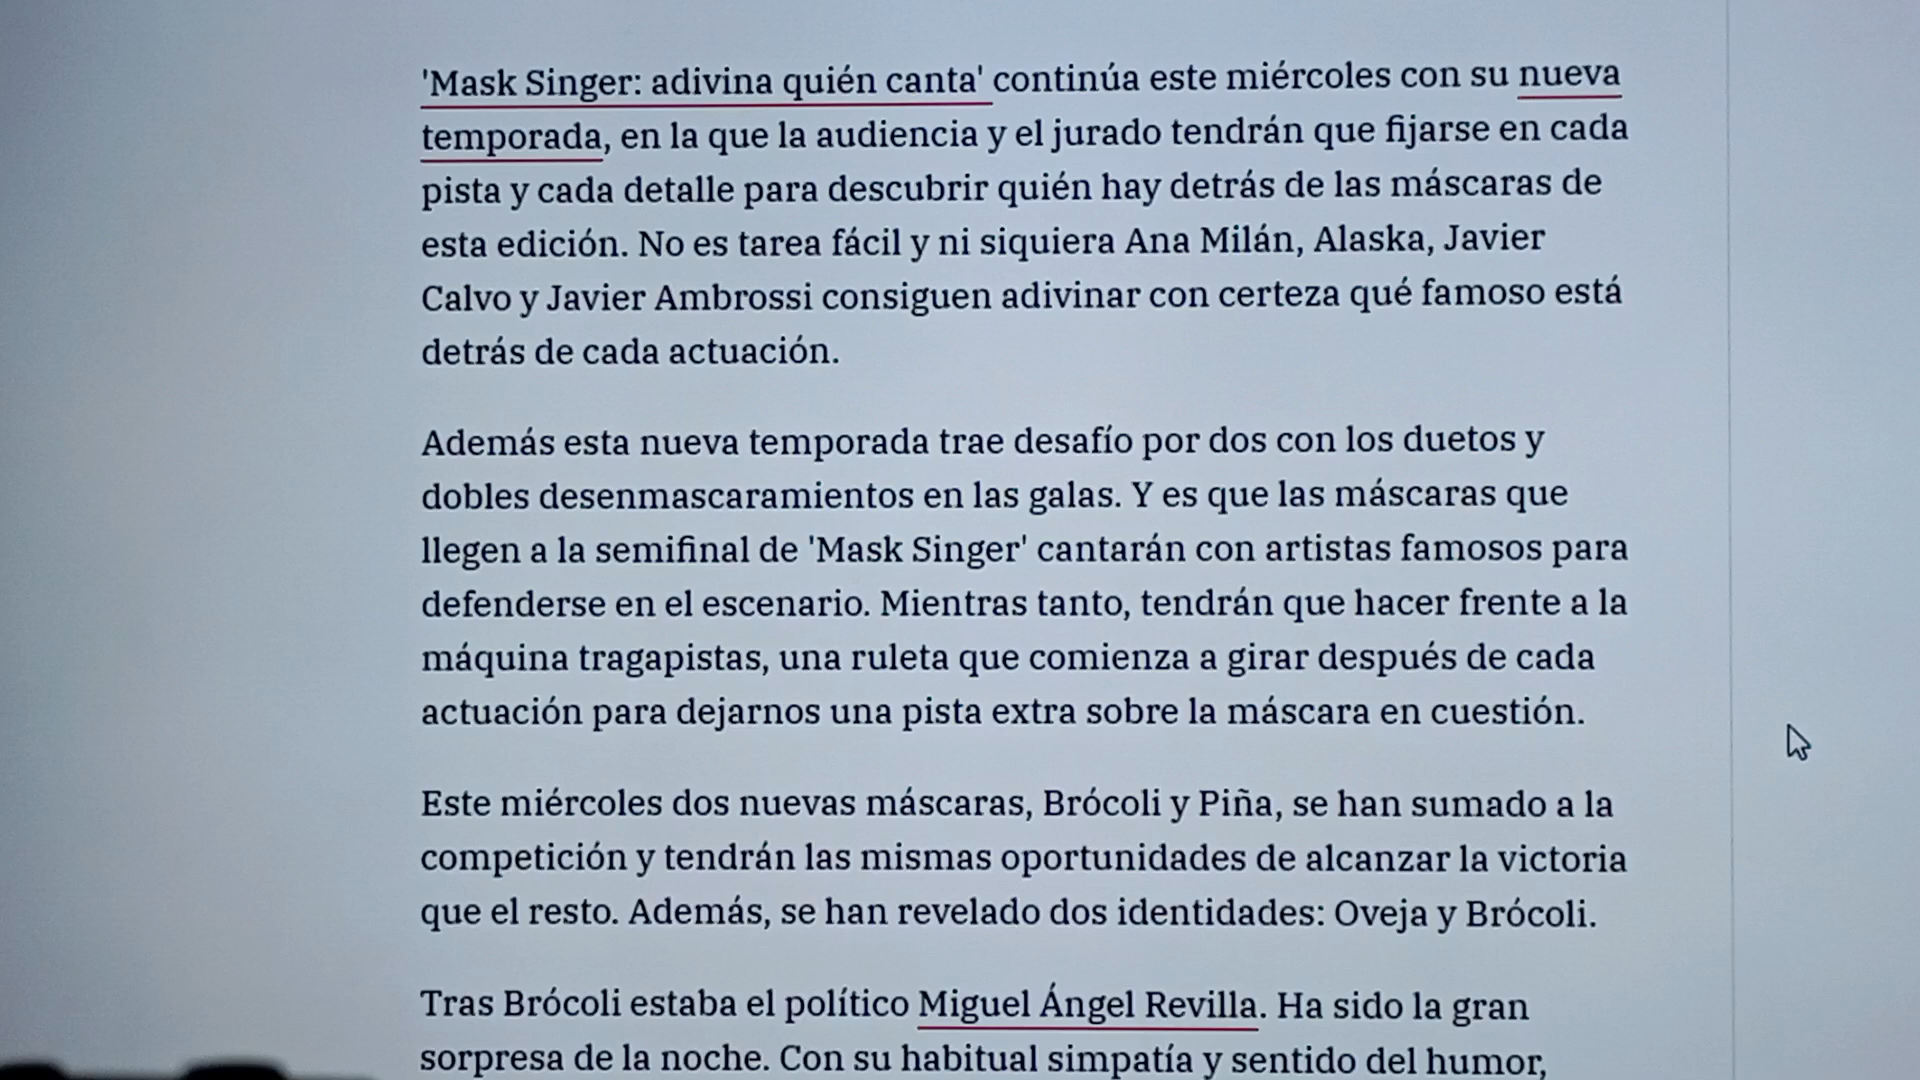 'Mask Singer: adivina quién canta' continúa este miércoles con su nueva
temporada, en la que la audiencia y el jurado tendrán que fijarse en cada
pista y cada detalle para descubrir quién hay detrás de las máscaras de
esta edición. No es tarea fácil y ni siquiera Ana Milán, Alaska, Javier
Calvo y Javier Ambrossi consiguen adivinar con certeza qué famoso está
detrás de cada actuación.
Además esta nueva temporada trae desafío por dos con los duetos y
dobles desenmascaramientos en las galas. Y es que las máscaras que
llegen a la semifinal de 'Mask Singer' cantarán con artistas famosos para
defenderse en el escenario. Mientras tanto, tendrán que hacer frente a la
máquina tragapistas, una ruleta que comienza a girar después de cada
actuación para dejarnos una pista extra sobre la máscara en cuestión.
Este miércoles dos nuevas máscaras, Brócoli y Piña, se han sumado a la
competición y tendrán las mismas oportunidades de alcanzar la victoria
que el resto. Además, se han revelado dos identidades: Oveja y Brócoli.
Tras Brócoli estaba el político Miguel Ángel Revilla. Ha sido la gran
sorpresa de la noche. Con su habitual simpatía y sentido del humor,